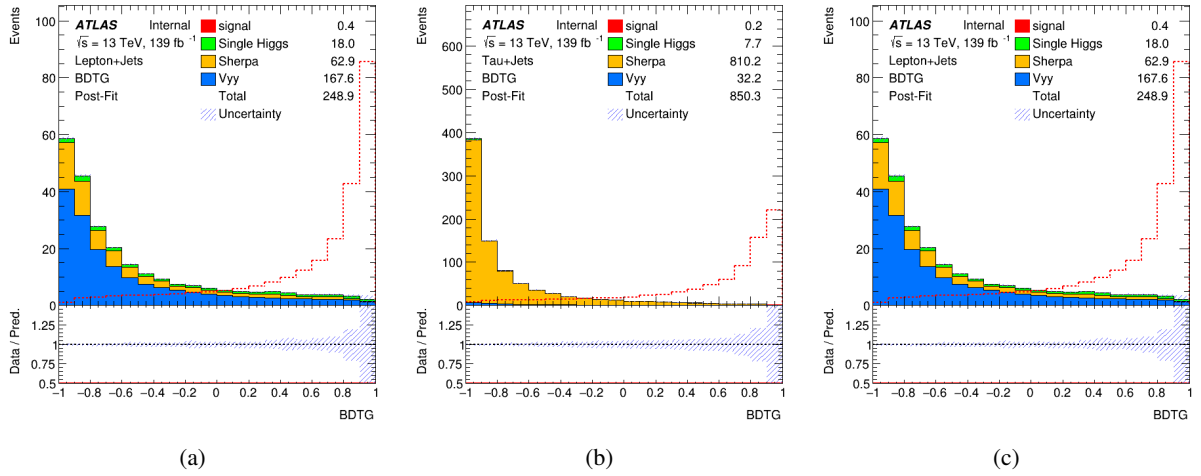 Events
ATLAS Internal
√s = 13 TeV, 139 fb -1
Lepton+Jets
BDTG
Post-Fit
signal 0.4
Single Higgs 18.0
Sherpa 62.9
Vγγ 167.6
Total 248.9
Uncertainty
100
80
60
40
20
0
Data / Pred.
1.25
1
0.75
0.5
−1 −0.8 −0.6 −0.4 −0.2 0 0.2 0.4 0.6 0.8 1
BDTG
(a)
Events
ATLAS Internal
√s = 13 TeV, 139 fb -1
Tau+Jets
BDTG
Post-Fit
signal 0.2
Single Higgs 7.7
Sherpa 810.2
Vγγ 32.2
Total 850.3
Uncertainty
600
500
400
300
200
100
0
Data / Pred.
1.25
1
0.75
0.5
−1 −0.8 −0.6 −0.4 −0.2 0 0.2 0.4 0.6 0.8 1
BDTG
(b)
Events
ATLAS Internal
√s = 13 TeV, 139 fb -1
Lepton+Jets
BDTG
Post-Fit
signal 0.4
Single Higgs 18.0
Sherpa 62.9
Vγγ 167.6
Total 248.9
Uncertainty
100
80
60
40
20
0
Data / Pred.
1.25
1
0.75
0.5
−1 −0.8 −0.6 −0.4 −0.2 0 0.2 0.4 0.6 0.8 1
BDTG
(c)